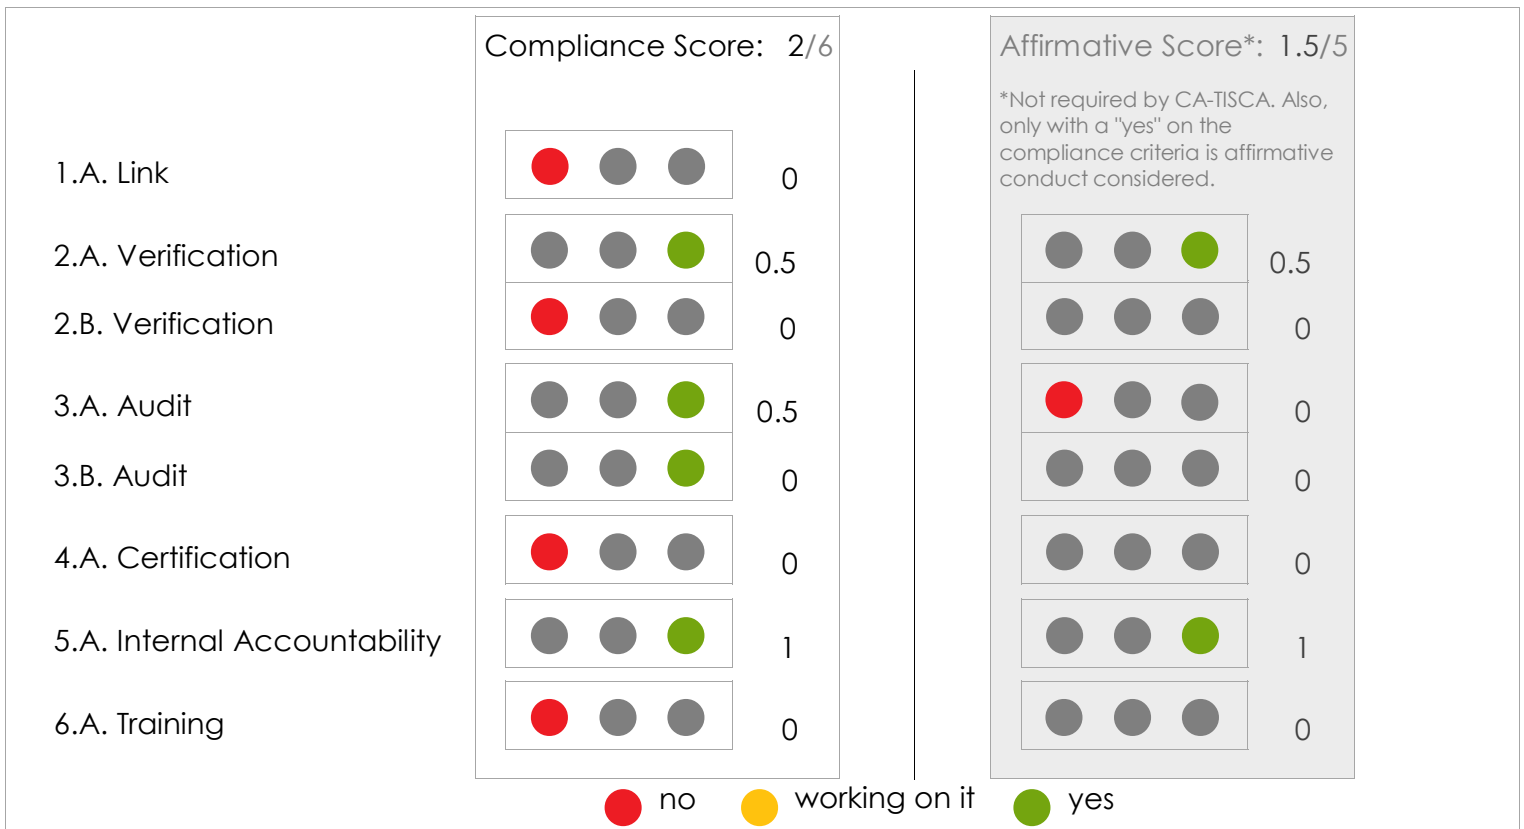 Compliance Score: 2/6
Affirmative Score*: 1.5/5
*Not required by CA-TISCA. Also,
only with a "yes" on the
compliance criteria is affirmative
conduct considered.
1.A. Link 0
2.A. Verification 0.5 0.5
2.B. Verification 0 0
3.A. Audit 0.5 0
3.B. Audit 0 0
4.A. Certification 0 0
5.A. Internal Accountability 1 1
6.A. Training 0 0
no working on it yes